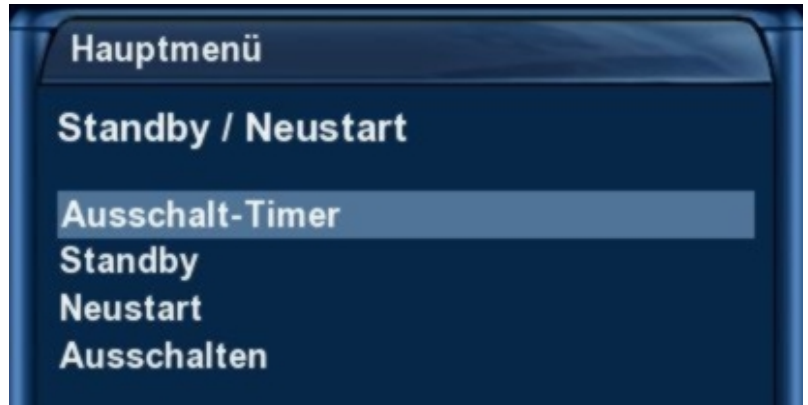 Hauptmenü
Standby / Neustart
Ausschalt-Timer
Standby
Neustart
Ausschalten